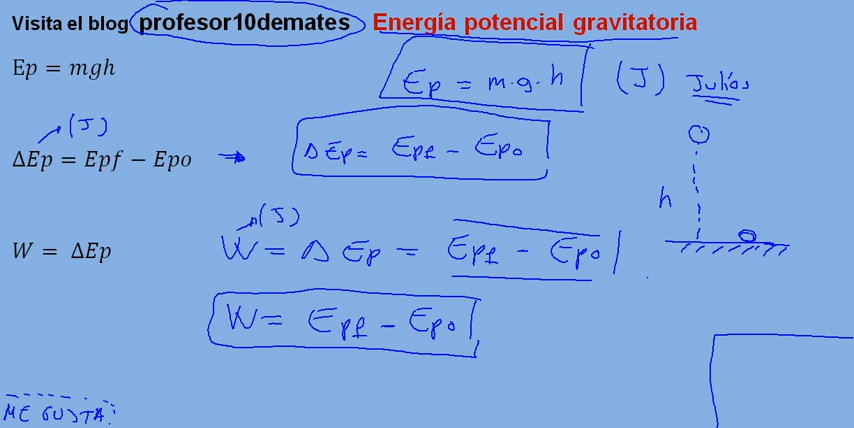 Visita el blog profesor10demates Energía potencial gravitatoria
Ep = mgh
Ep = m.g.h (J) Julios
(J)
ΔEp = Epf − Epo → ΔEp = Epf − Epo
h
(J)
W = ΔEp W = ΔEp = Epf − Epo
W = Epf − Epo
ME GUSTA!